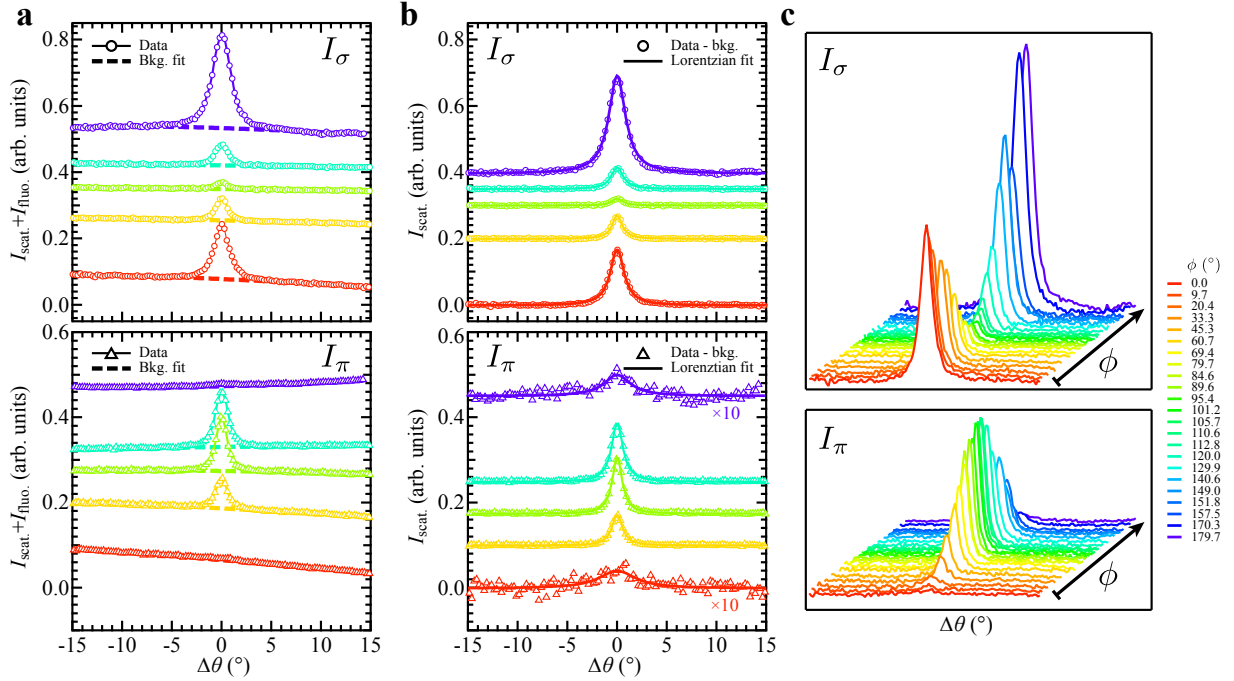 a
I_σ
Data
Bkg. fit
0.8
0.6
0.4
0.2
0.0
I_scat.+I_fluo. (arb. units)
I_π
Data
Bkg. fit
0.6
0.4
0.2
0.0
I_scat.+I_fluo. (arb. units)
-15 -10 -5 0 5 10 15
Δθ (°)
b
I_σ
Data - bkg.
Lorentzian fit
0.8
0.6
0.4
0.2
0.0
I_scat. (arb. units)
I_π
Data - bkg.
Lorenztian fit
×10
×10
0.6
0.4
0.2
0.0
I_scat. (arb. units)
-15 -10 -5 0 5 10 15
Δθ (°)
c
I_σ
ϕ
I_π
ϕ
Δθ (°)
ϕ (°)
0.0
9.7
20.4
33.3
45.3
60.7
69.4
79.7
84.6
89.6
95.4
101.2
105.7
110.6
112.8
120.0
129.9
140.6
149.0
151.8
157.5
170.3
179.7